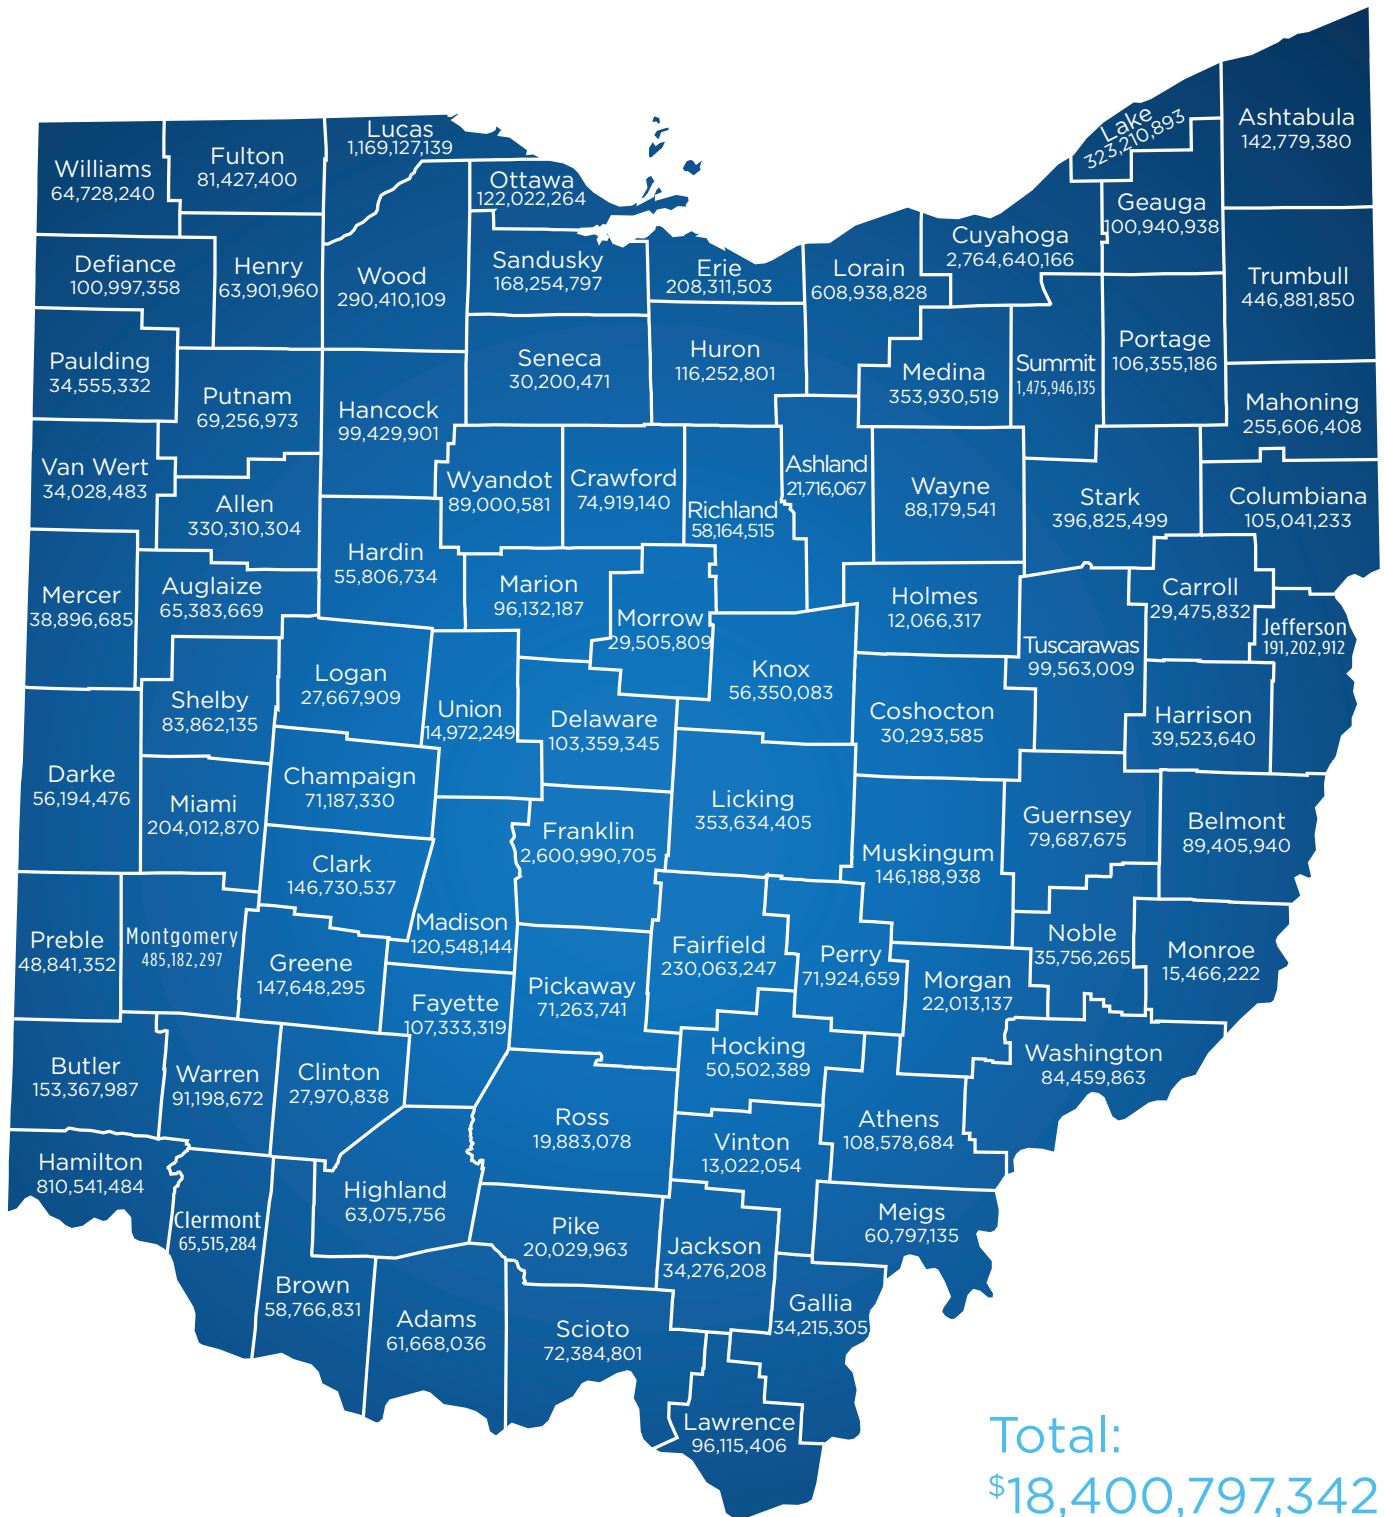 Lucas
1,169,127,139
Williams
64,728,240
Fulton
81,427,400
Ottawa
122,022,264
Lake
323,210,893
Ashtabula
142,779,380
Geauga
100,940,938
Defiance
100,997,358
Henry
63,901,960
Wood
290,410,109
Sandusky
168,254,797
Erie
208,311,503
Lorain
608,938,828
Cuyahoga
2,764,640,166
Trumbull
446,881,850
Paulding
34,555,332
Putnam
69,256,973
Hancock
99,429,901
Seneca
30,200,471
Huron
116,252,801
Medina
353,930,519
Summit
1,475,946,135
Portage
106,355,186
Mahoning
255,606,408
Van Wert
34,028,483
Allen
330,310,304
Wyandot
89,000,581
Crawford
74,919,140
Richland
58,164,515
Ashland
21,716,067
Wayne
88,179,541
Stark
396,825,499
Columbiana
105,041,233
Mercer
38,896,685
Auglaize
65,383,669
Hardin
55,806,734
Marion
96,132,187
Morrow
29,505,809
Holmes
12,066,317
Tuscarawas
99,563,009
Carroll
29,475,832
Jefferson
191,202,912
Shelby
83,862,135
Logan
27,667,909
Union
14,972,249
Delaware
103,359,345
Knox
56,350,083
Coshocton
30,293,585
Harrison
39,523,640
Darke
56,194,476
Miami
204,012,870
Champaign
71,187,330
Clark
146,730,537
Franklin
2,600,990,705
Licking
353,634,405
Muskingum
146,188,938
Guernsey
79,687,675
Belmont
89,405,940
Preble
48,841,352
Montgomery
485,182,297
Greene
147,648,295
Madison
120,548,144
Fayette
107,333,319
Pickaway
71,263,741
Fairfield
230,063,247
Perry
71,924,659
Morgan
22,013,137
Noble
35,756,265
Monroe
15,466,222
Butler
153,367,987
Warren
91,198,672
Clinton
27,970,838
Ross
19,883,078
Hocking
50,502,389
Vinton
13,022,054
Athens
108,578,684
Washington
84,459,863
Hamilton
810,541,484
Clermont
65,515,284
Highland
63,075,756
Pike
20,029,963
Jackson
34,276,208
Meigs
60,797,135
Brown
58,766,831
Adams
61,668,036
Scioto
72,384,801
Gallia
34,215,305
Lawrence
96,115,406
Total:
$18,400,797,342